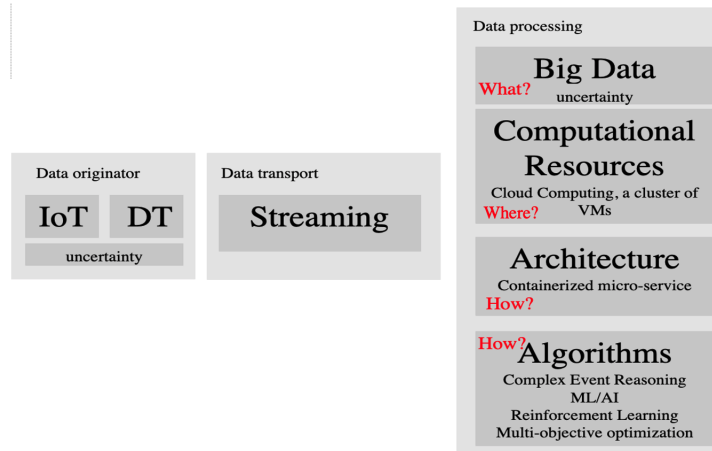 Data originator
IoT DT
uncertainty
Data transport
Streaming
Data processing
Big Data
What?
uncertainty
Computational
Resources
Cloud Computing, a cluster of
Where? VMs
Architecture
Containerized micro-service
How?
How?
Algorithms
Complex Event Reasoning
ML/AI
Reinforcement Learning
Multi-objective optimization